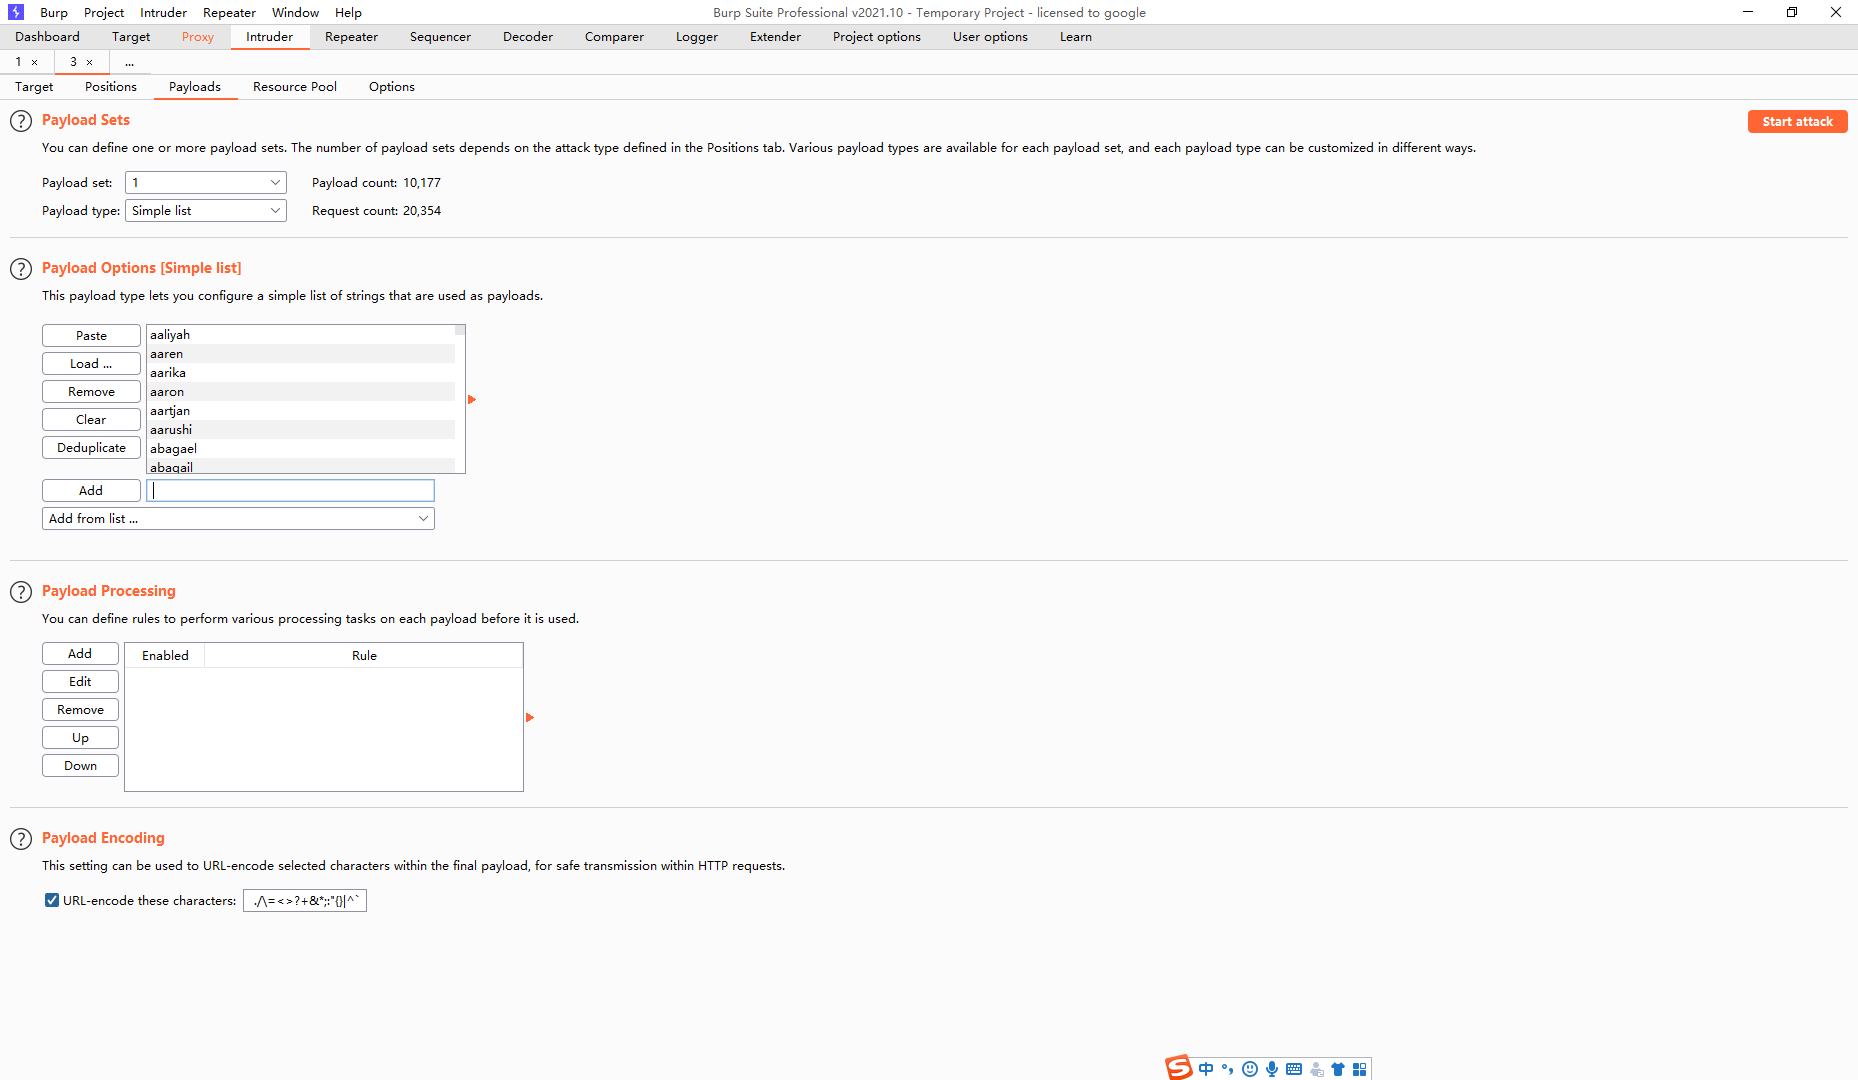 Burp Project Intruder Repeater Window Help
Burp Suite Professional v2021.10 - Temporary Project - licensed to google
Dashboard Target Proxy Intruder Repeater Sequencer Decoder Comparer Logger Extender Project options User options Learn
1 × 3 × ...
Target Positions Payloads Resource Pool Options
? Payload Sets
Start attack
You can define one or more payload sets. The number of payload sets depends on the attack type defined in the Positions tab. Various payload types are available for each payload set, and each payload type can be customized in different ways.
Payload set: 1 Payload count: 10,177
Payload type: Simple list Request count: 20,354
? Payload Options [Simple list]
This payload type lets you configure a simple list of strings that are used as payloads.
Paste
Load ...
Remove
Clear
Deduplicate
aaliyah
aaren
aarika
aaron
aartjan
aarushi
abagael
abagail
Add
Add from list ...
? Payload Processing
You can define rules to perform various processing tasks on each payload before it is used.
Add
Edit
Remove
Up
Down
Enabled Rule
? Payload Encoding
This setting can be used to URL-encode selected characters within the final payload, for safe transmission within HTTP requests.
URL-encode these characters: ./\=<>?+&*;:"{}|^`
S 中 °,